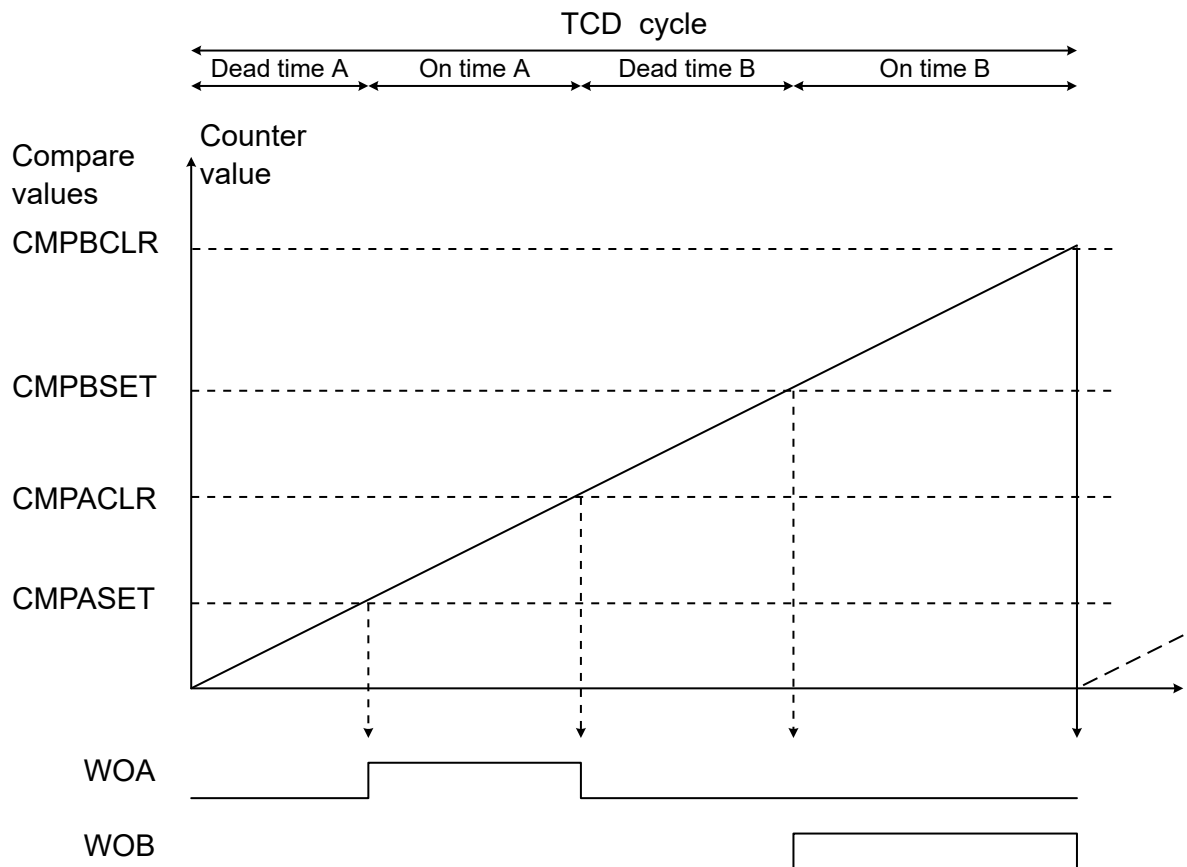 TCD cycle
Dead time A
On time A
Dead time B
On time B
Compare
values
Counter
value
CMPBCLR
CMPBSET
CMPACLR
CMPASET
WOA
WOB